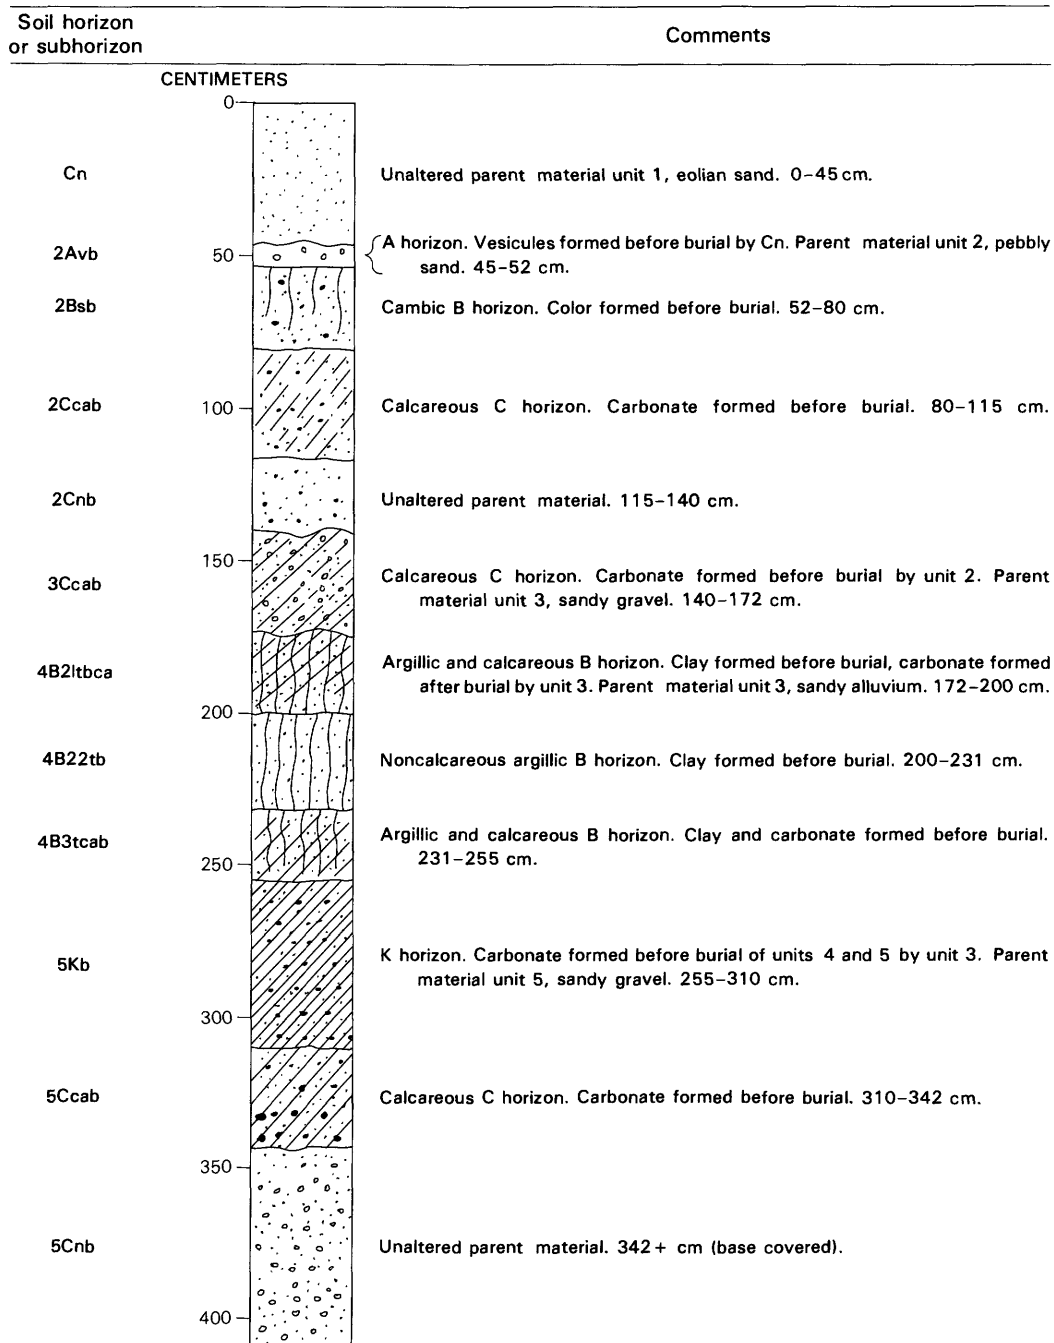 Soil horizon
or subhorizon
Comments
CENTIMETERS
0
Cn
Unaltered parent material unit 1, eolian sand. 0–45 cm.
2Avb
50
A horizon. Vesicules formed before burial by Cn. Parent material unit 2, pebbly
sand. 45–52 cm.
2Bsb
Cambic B horizon. Color formed before burial. 52–80 cm.
2Ccab
100
Calcareous C horizon. Carbonate formed before burial. 80–115 cm.
2Cnb
Unaltered parent material. 115–140 cm.
150
3Ccab
Calcareous C horizon. Carbonate formed before burial by unit 2. Parent
material unit 3, sandy gravel. 140–172 cm.
4B2ltbca
Argillic and calcareous B horizon. Clay formed before burial, carbonate formed
after burial by unit 3. Parent material unit 3, sandy alluvium. 172–200 cm.
200
4B22tb
Noncalcareous argillic B horizon. Clay formed before burial. 200–231 cm.
4B3tcab
Argillic and calcareous B horizon. Clay and carbonate formed before burial.
231–255 cm.
250
5Kb
K horizon. Carbonate formed before burial of units 4 and 5 by unit 3. Parent
material unit 5, sandy gravel. 255–310 cm.
300
5Ccab
Calcareous C horizon. Carbonate formed before burial. 310–342 cm.
350
5Cnb
Unaltered parent material. 342+ cm (base covered).
400